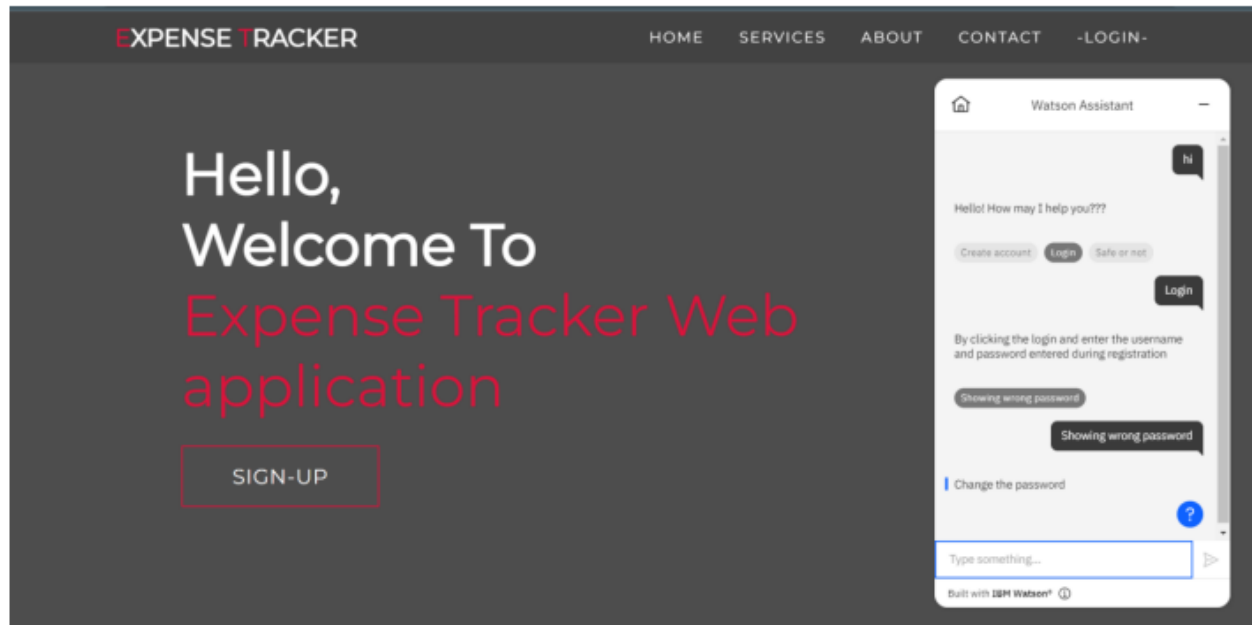 EXPENSE TRACKER
HOME SERVICES ABOUT CONTACT -LOGIN-
Hello,
Welcome To
Expense Tracker Web
application
SIGN-UP
Watson Assistant
hi
Hello! How may I help you???
Create account Login Safe or not
Login
By clicking the login and enter the username
and password entered during registration
Showing wrong password
Showing wrong password
Change the password
?
Type something...
Built with IBM Watson®